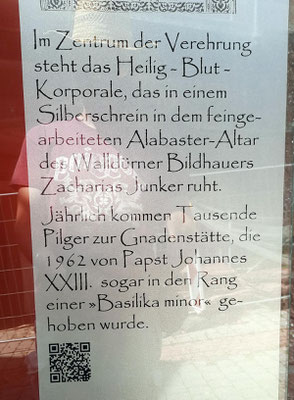 Im Zentrum der Verehrung
steht das Heilig - Blut -
Korporale, das in einem
Silberschrein in dem feinge-
arbeiteten Alabaster-Altar
des Walldürner Bildhauers
Zacharias Junker ruht.
Jährlich kommen Tausende
Pilger zur Gnadenstätte, die
1962 von Papst Johannes
XXIII. sogar in den Rang
einer »Basilika minor« ge-
hoben wurde.